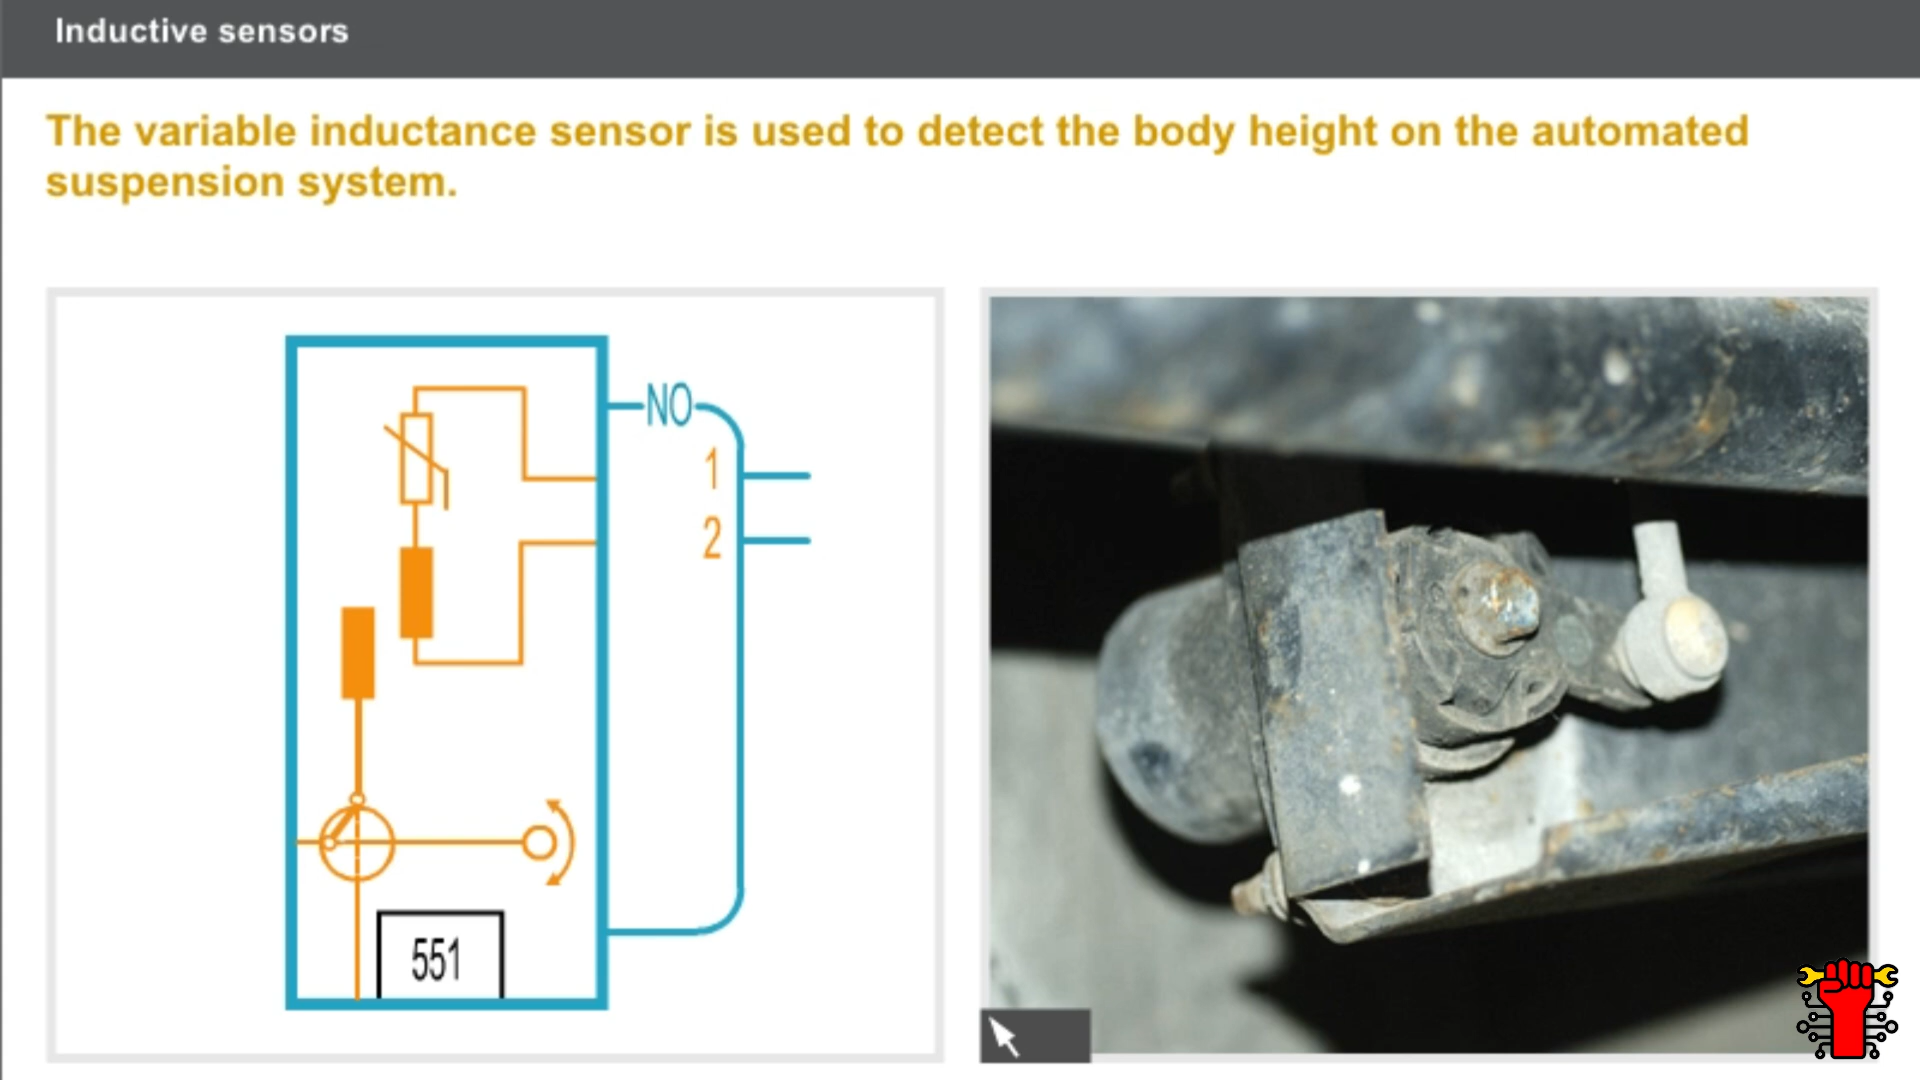 Inductive sensors
The variable inductance sensor is used to detect the body height on the automated
suspension system.
NO
1
2
551